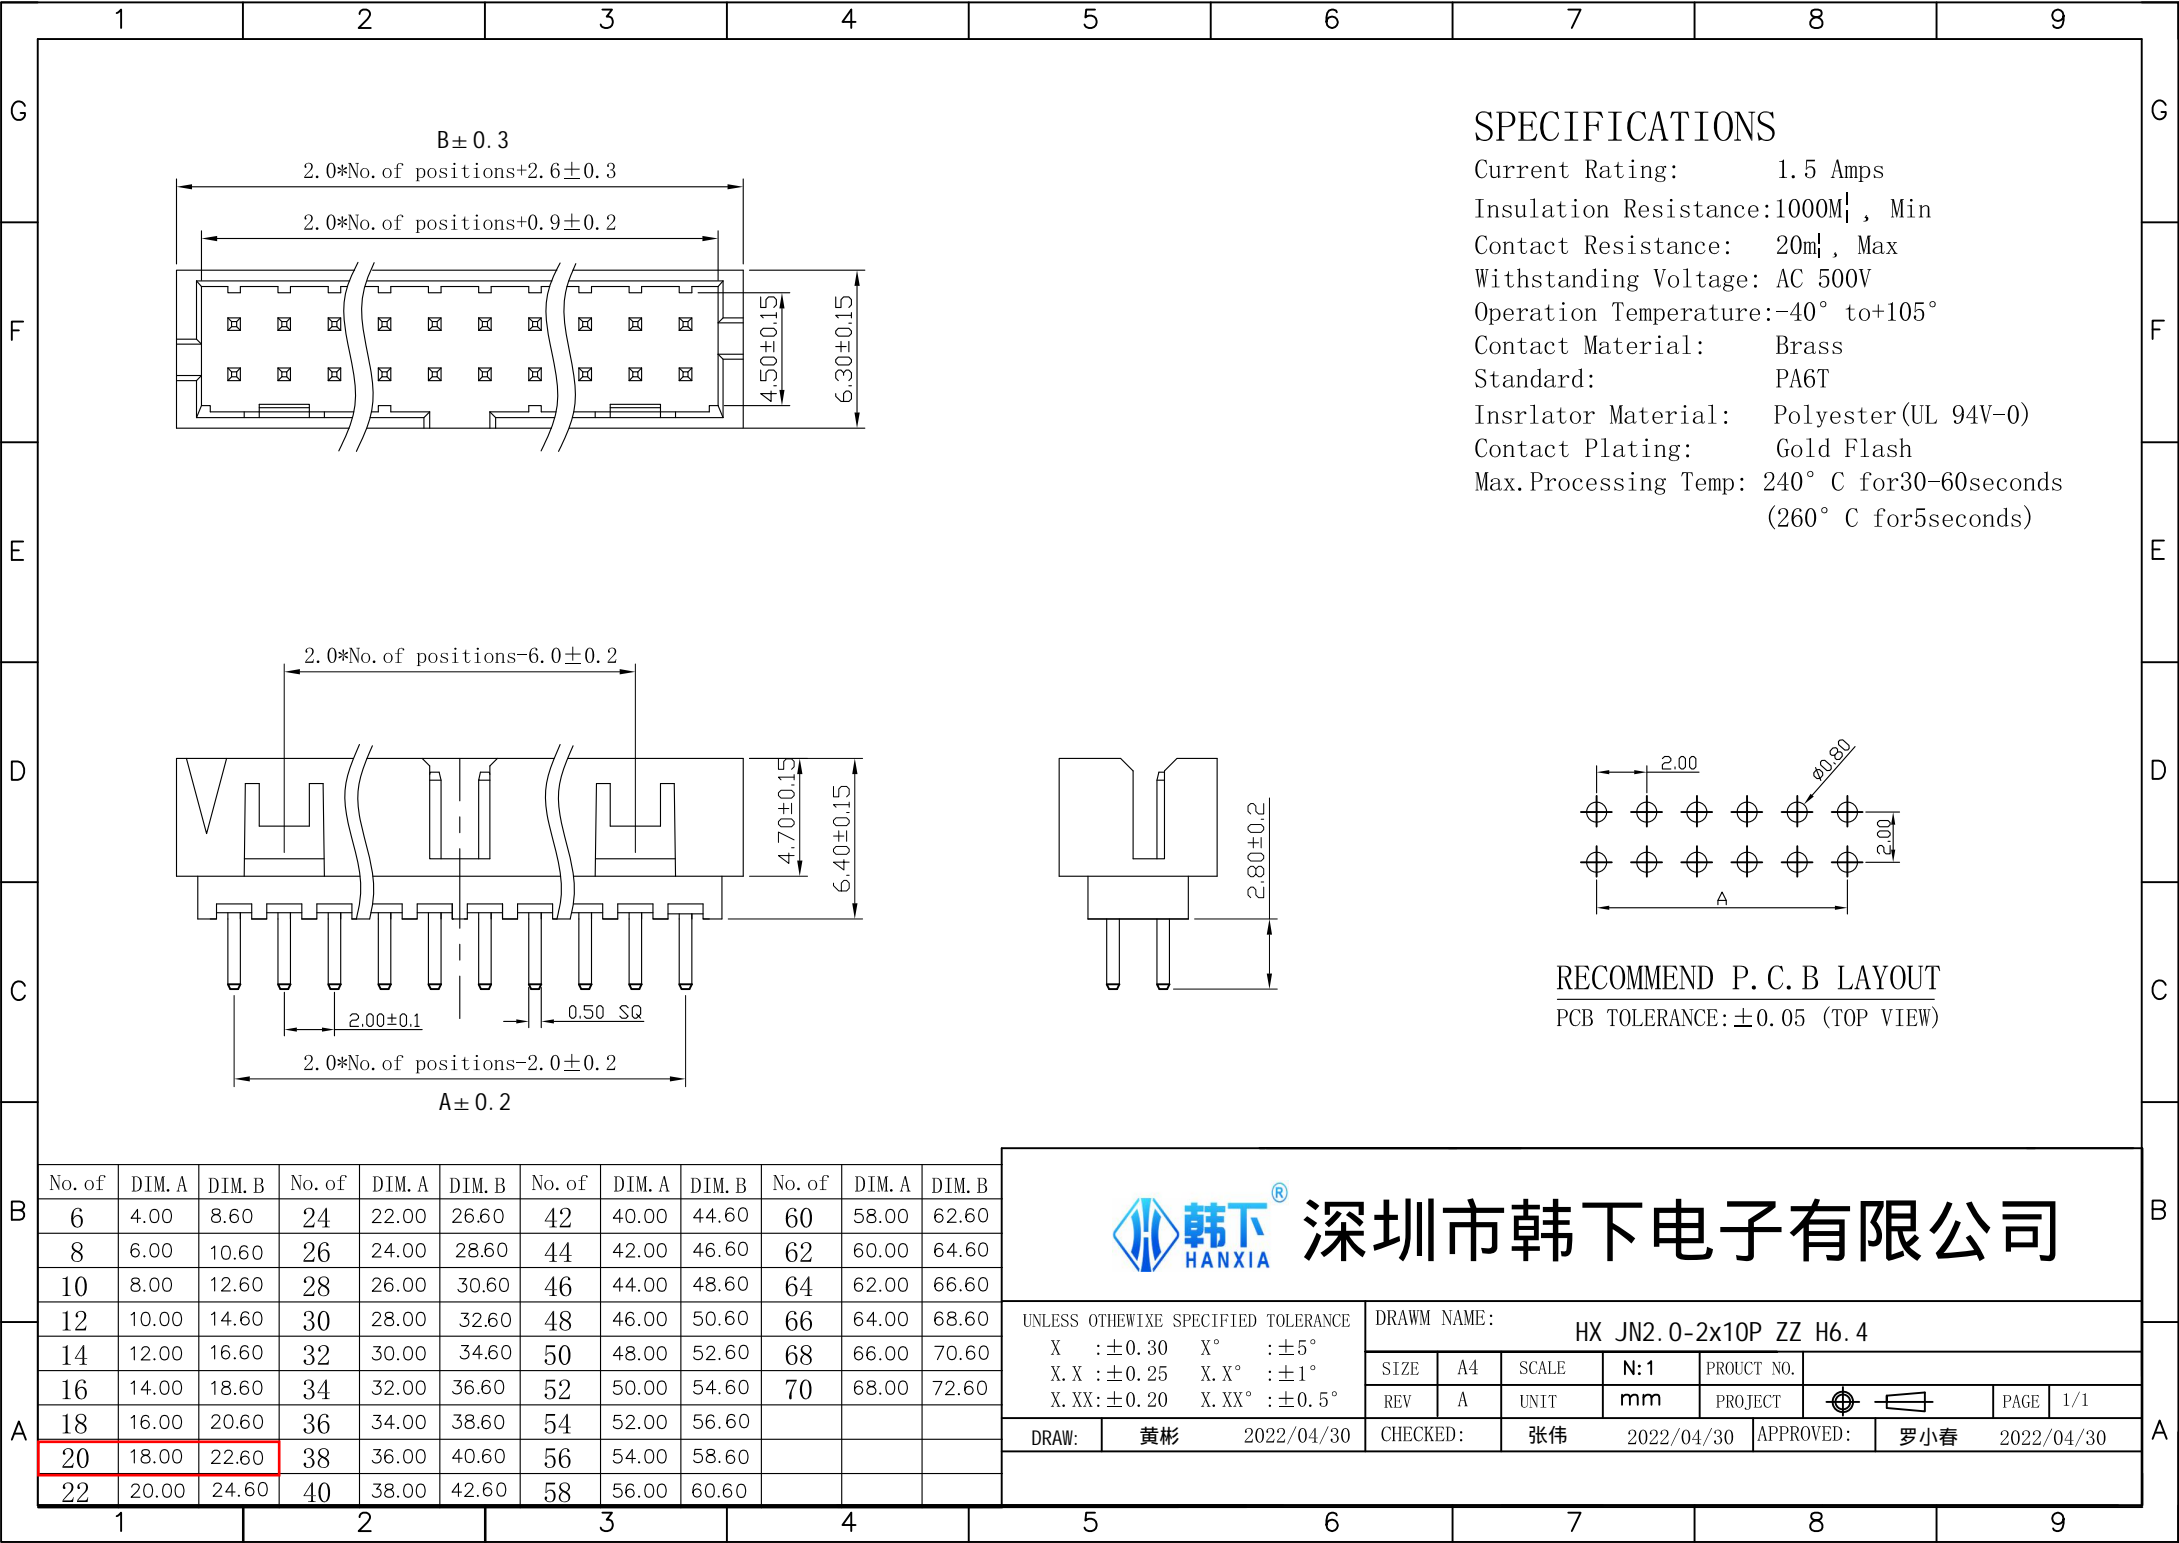 1 2 3 4 5 6 7 8 9
G G
F F
E E
D D
C C
B B
A A
B±0.3
2.0*No.of positions+2.6±0.3
2.0*No.of positions+0.9±0.2
4.50±0.15
6.30±0.15
SPECIFICATIONS
Current Rating: 1.5 Amps
Insulation Resistance:1000M¦ , Min
Contact Resistance: 20m¦, Max
Withstanding Voltage: AC 500V
Operation Temperature:-40° to+105°
Contact Material: Brass
Standard: PA6T
Insrlator Material: Polyester(UL 94V-0)
Contact Plating: Gold Flash
Max.Processing Temp: 240° C for30-60seconds
(260° C for5seconds)
2.0*No.of positions-6.0±0.2
4.70±0.15
6.40±0.15
2.00±0.1
0.50 SQ
2.0*No.of positions-2.0±0.2
A±0.2
2.80±0.2
2.00
ø0.80
2.00
A
RECOMMEND P.C.B LAYOUT
PCB TOLERANCE:±0.05 (TOP VIEW)
No.of DIM.A DIM.B No.of DIM.A DIM.B No.of DIM.A DIM.B No.of DIM.A DIM.B
6 4.00 8.60 24 22.00 26.60 42 40.00 44.60 60 58.00 62.60
8 6.00 10.60 26 24.00 28.60 44 42.00 46.60 62 60.00 64.60
10 8.00 12.60 28 26.00 30.60 46 44.00 48.60 64 62.00 66.60
12 10.00 14.60 30 28.00 32.60 48 46.00 50.60 66 64.00 68.60
14 12.00 16.60 32 30.00 34.60 50 48.00 52.60 68 66.00 70.60
16 14.00 18.60 34 32.00 36.60 52 50.00 54.60 70 68.00 72.60
18 16.00 20.60 36 34.00 38.60 54 52.00 56.60
20 18.00 22.60 38 36.00 40.60 56 54.00 58.60
22 20.00 24.60 40 38.00 42.60 58 56.00 60.60
韩下®
HANXIA
深圳市韩下电子有限公司
UNLESS OTHEWIXE SPECIFIED TOLERANCE
X :±0.30 X° :±5°
X.X :±0.25 X.X° :±1°
X.XX:±0.20 X.XX° :±0.5°
DRAWM NAME:
HX JN2.0-2x10P ZZ H6.4
SIZE A4 SCALE N:1 PROUCT NO.
REV A UNIT mm PROJECT PAGE 1/1
DRAW: 黄彬 2022/04/30 CHECKED: 张伟 2022/04/30 APPROVED: 罗小春 2022/04/30
1 2 3 4 5 6 7 8 9